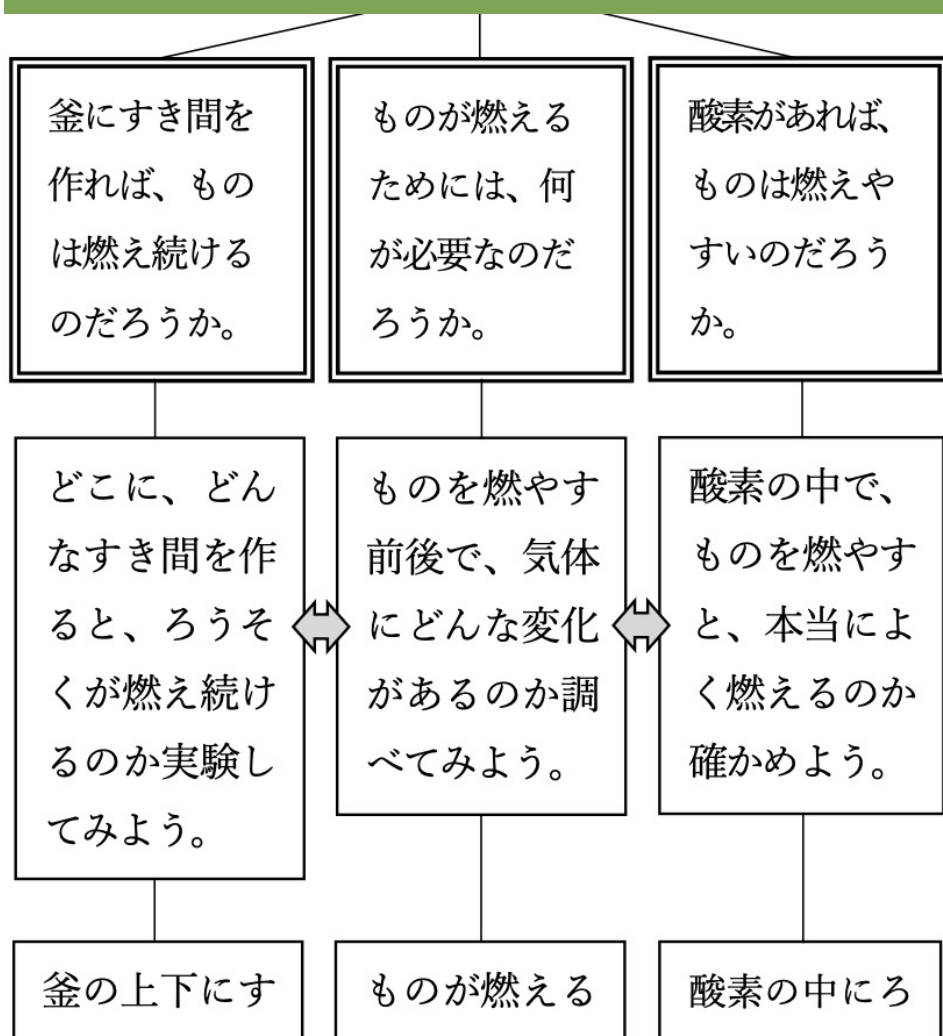 釜にすき間を
作れば、もの
は燃え続ける
のだろうか。
ものが燃える
ためには、何
が必要なのだ
ろうか。
酸素があれば、
ものは燃えや
すいのだろう
か。
どこに、どん
なすき間を作
ると、ろうそ
くが燃え続け
るのか実験し
てみよう。
ものを燃やす
前後で、気体
にどんな変化
があるのか調
べてみよう。
酸素の中で、
ものを燃やす
と、本当によ
く燃えるのか
確かめよう。
釜の上下にす
ものが燃える
酸素の中にろ